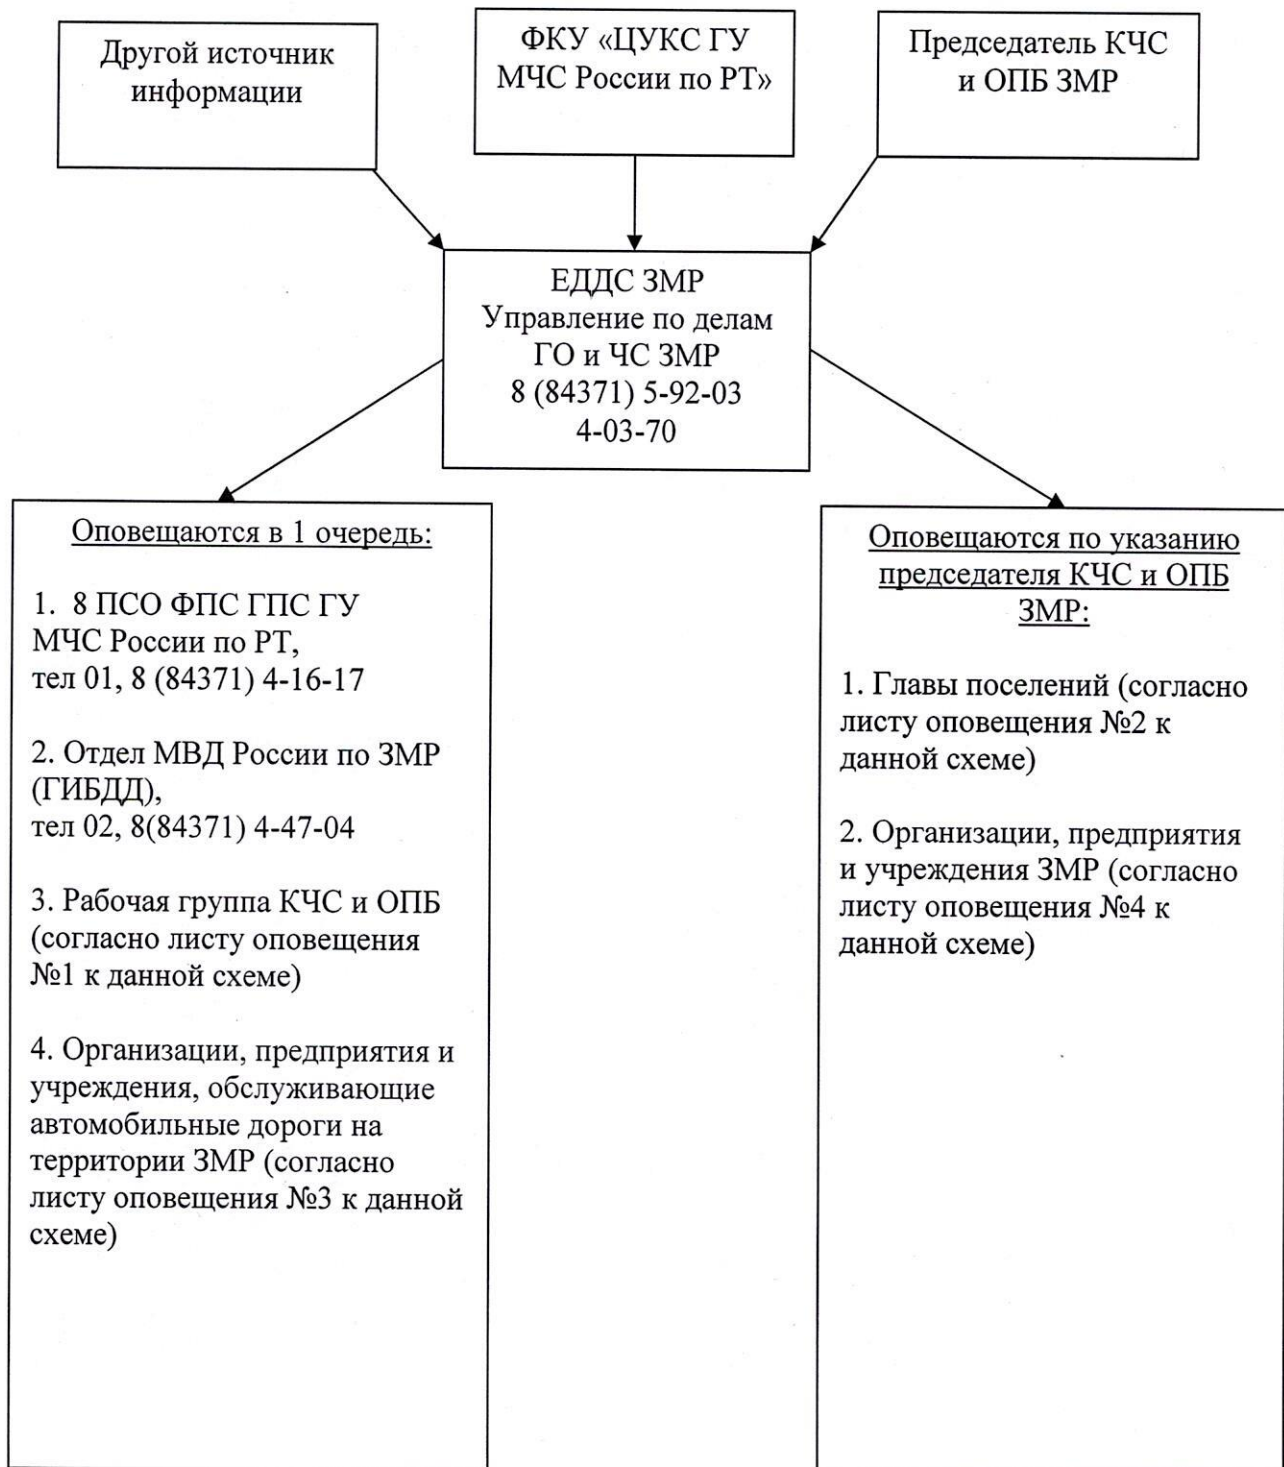 Другой источник
информации
ФКУ «ЦУКС ГУ
МЧС России по РТ»
Председатель КЧС
и ОПБ ЗМР
ЕДДС ЗМР
Управление по делам
ГО и ЧС ЗМР
8 (84371) 5-92-03
4-03-70
Оповещаются в 1 очередь:
1. 8 ПСО ФПС ГПС ГУ
МЧС России по РТ,
тел 01, 8 (84371) 4-16-17
2. Отдел МВД России по ЗМР
(ГИБДД),
тел 02, 8(84371) 4-47-04
3. Рабочая группа КЧС и ОПБ
(согласно листу оповещения
№1 к данной схеме)
4. Организации, предприятия и
учреждения, обслуживающие
автомобильные дороги на
территории ЗМР (согласно
листу оповещения №3 к данной
схеме)
Оповещаются по указанию
председателя КЧС и ОПБ
ЗМР:
1. Главы поселений (согласно
листу оповещения №2 к
данной схеме)
2. Организации, предприятия
и учреждения ЗМР (согласно
листу оповещения №4 к
данной схеме)